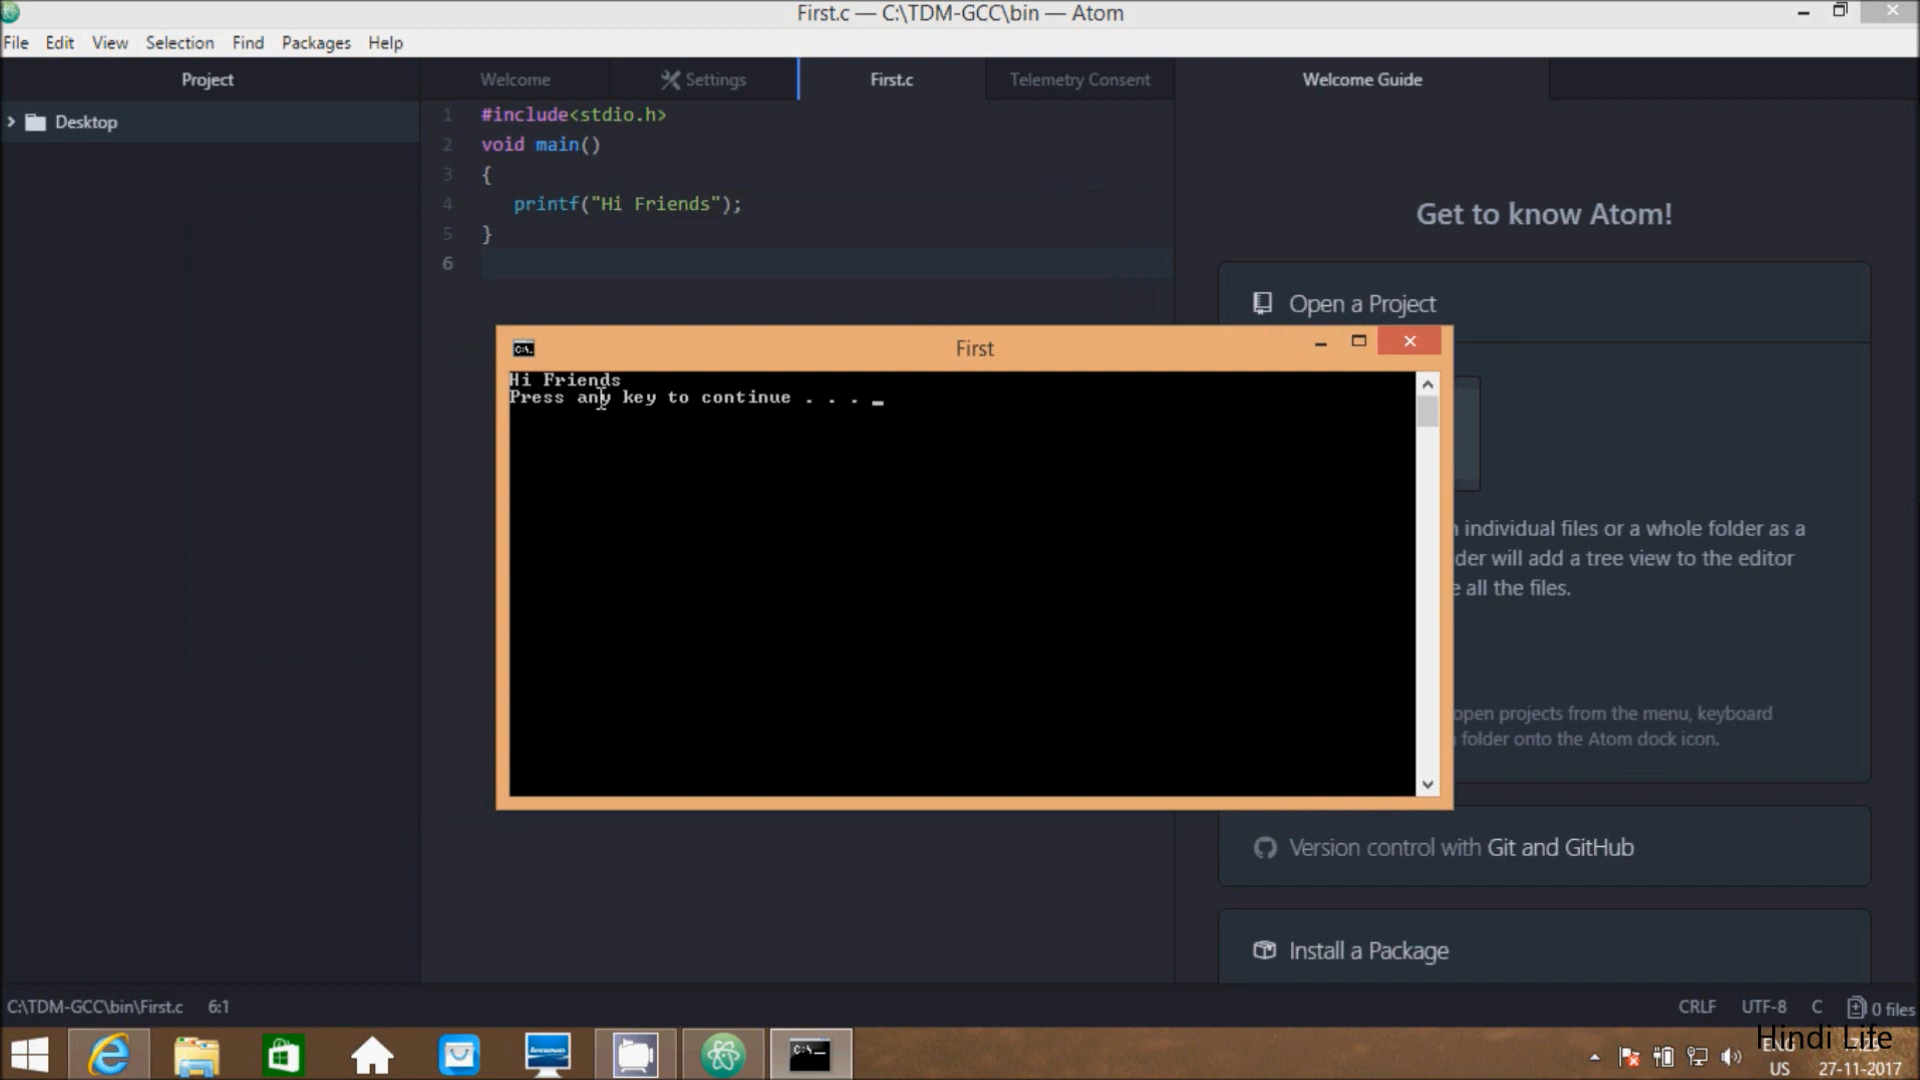 First.c — C:\TDM-GCC\bin — Atom
File Edit View Selection Find Packages Help
Project
Welcome
Settings
First.c
Telemetry Consent
Welcome Guide
Desktop
1 #include<stdio.h>
2 void main()
3 {
4 printf("Hi Friends");
5 }
6
Get to know Atom!
Open a Project
First
Hi Friends
Press any key to continue . . . _
individual files or a whole folder as a
will add a tree view to the editor
all the files.
open projects from the menu, keyboard
folder onto the Atom dock icon.
Version control with Git and GitHub
Install a Package
C:\TDM-GCC\bin\First.c 6:1
CRLF UTF-8 C 0 files
Hindi Life
ENG
US
27-11-2017